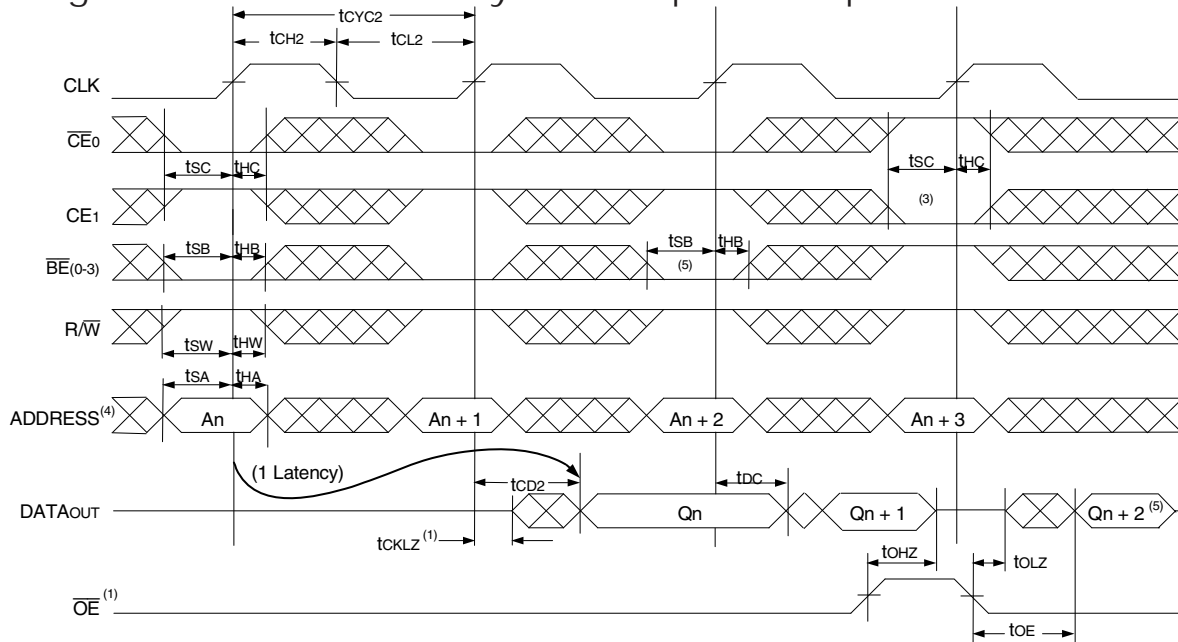 tCYC2
tCH2 tCL2
CLK
CE0
tSC tHC tSC tHC
CE1 (3)
tSB tHB tSB tHB
BE(0-3) (5)
R/W
tSW tHW
tSA tHA
ADDRESS(4) An An + 1 An + 2 An + 3
(1 Latency) tCD2 tDC
DATAOUT Qn Qn + 1 Qn + 2 (5)
tCKLZ (1)
tOHZ tOLZ
OE (1)
tOE